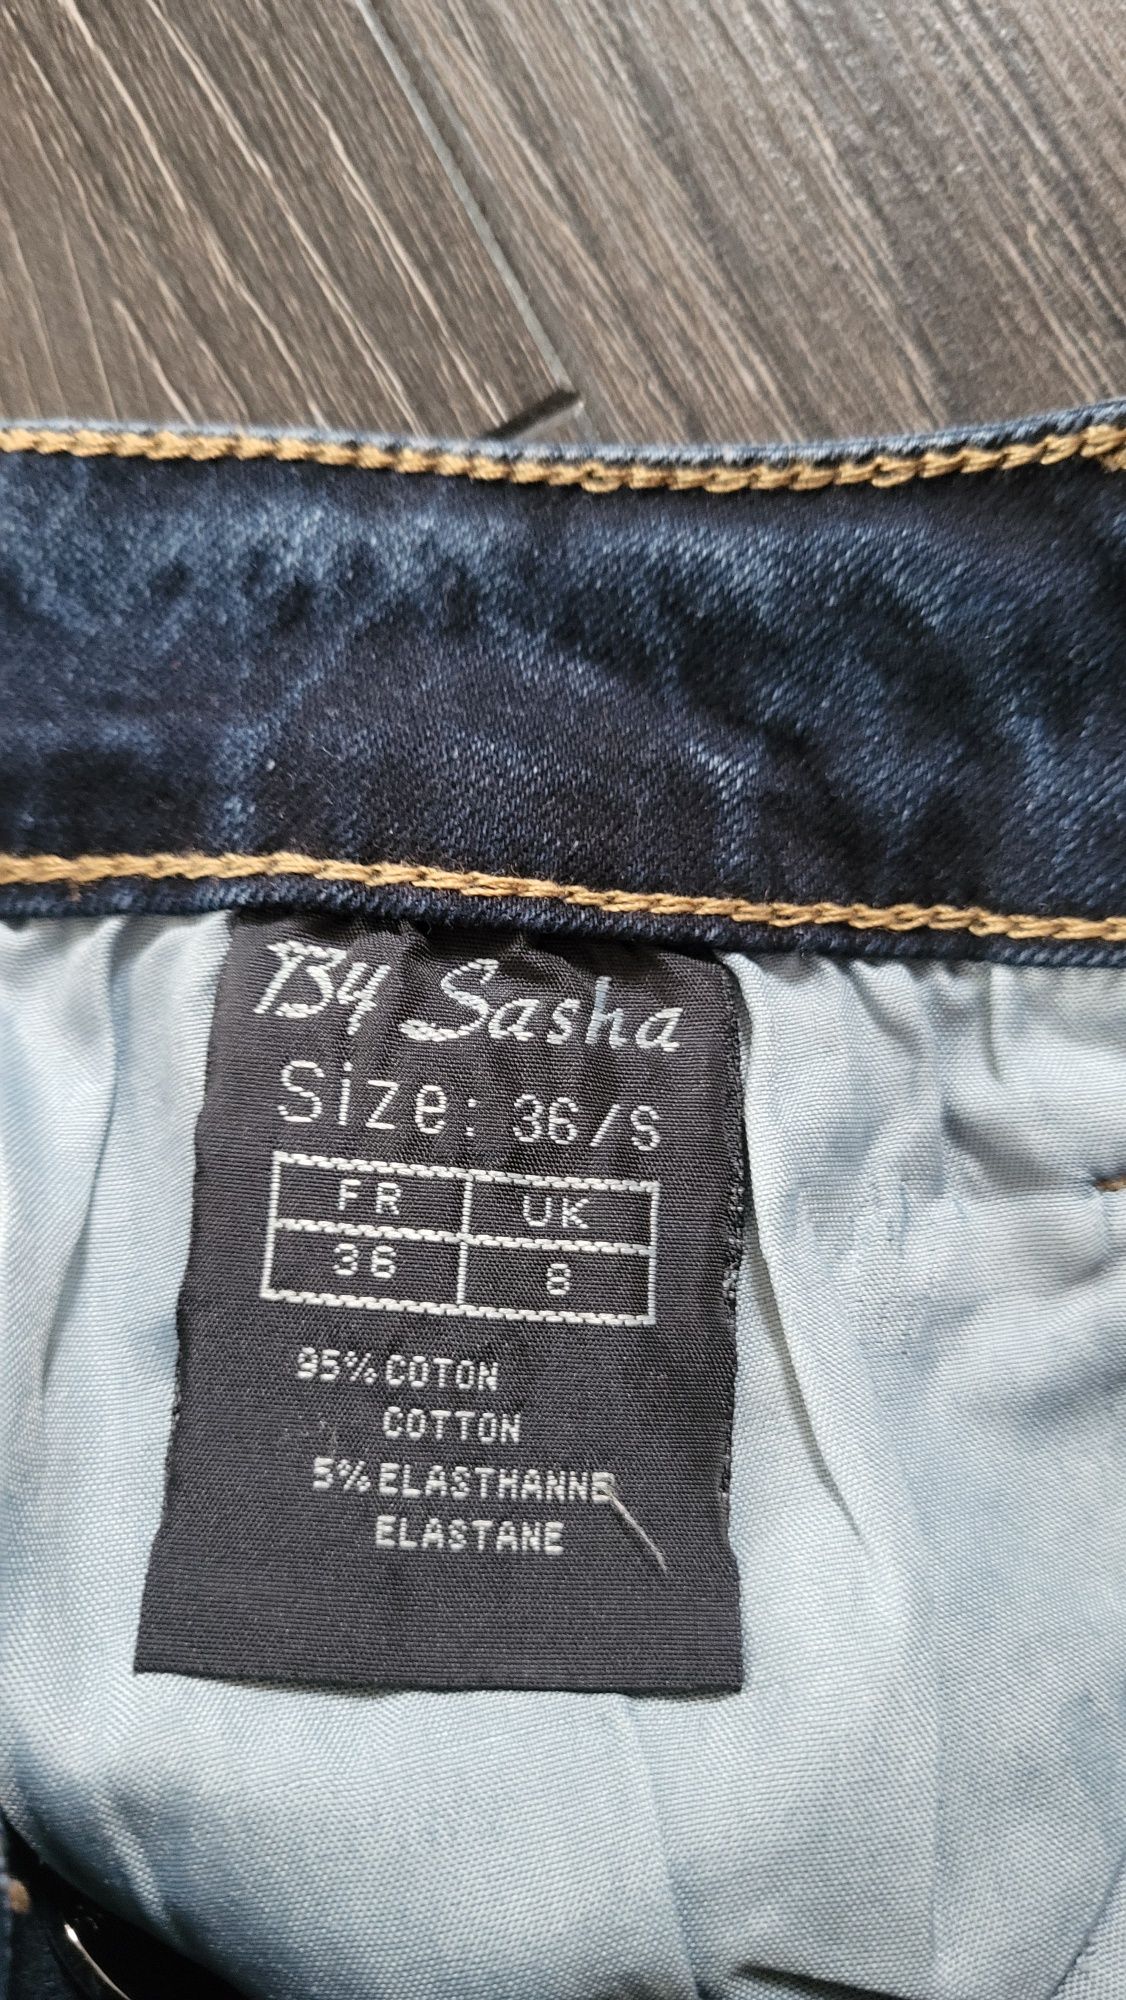 By Sasha
Size: 36/S
FR UK
36 8
95% COTON
COTTON
5% ELASTHANNE
ELASTANE